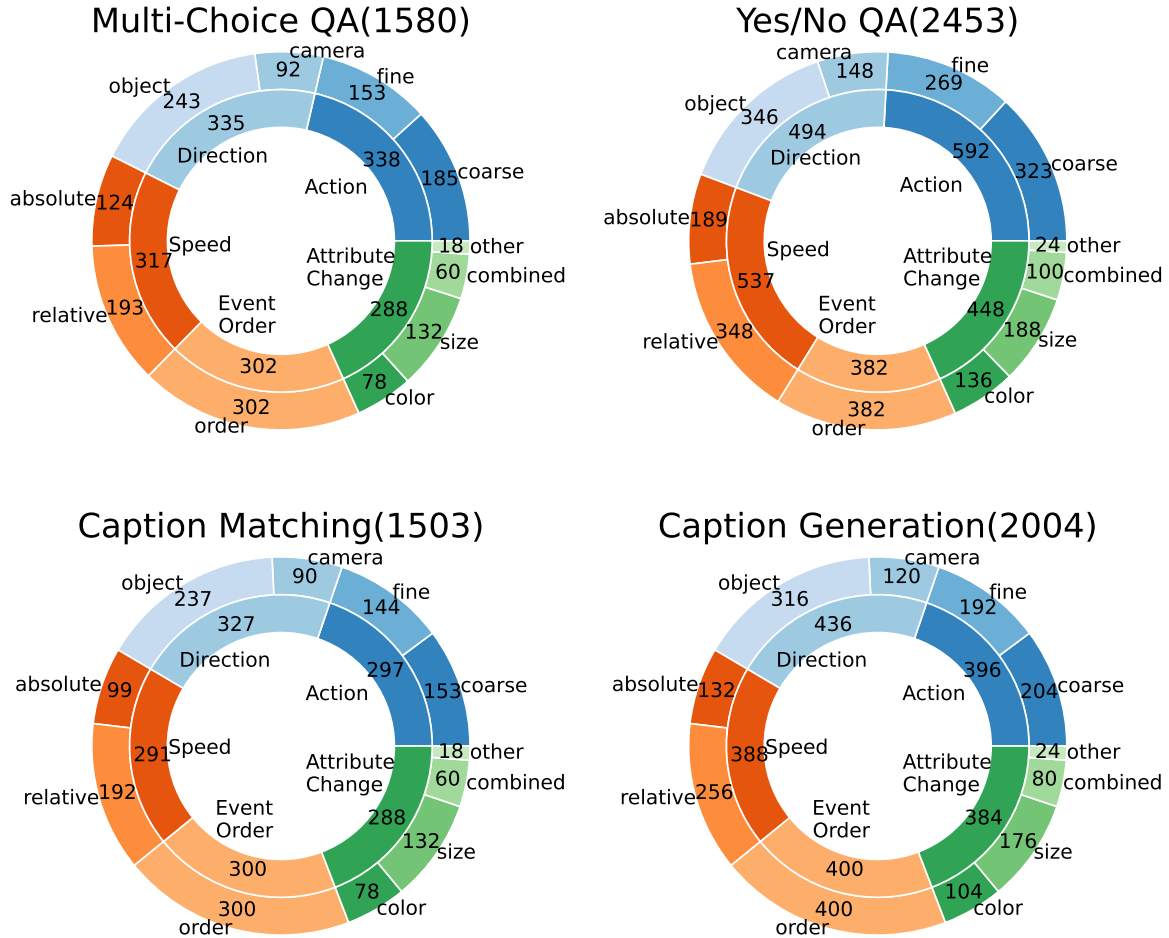 Multi-Choice QA(1580)
camera
92
fine
153
object
243
335
Direction
338
Action
185
coarse
absolute
124
Speed
317
Attribute
Change
18
other
60
combined
relative
193
Event
Order
288
132
size
302
78
color
302
order
Yes/No QA(2453)
camera
148
fine
269
object
346
494
Direction
592
Action
323
coarse
absolute
189
Speed
537
Attribute
Change
24
other
100
combined
relative
348
Event
Order
448
188
size
382
136
color
382
order
Caption Matching(1503)
camera
90
fine
144
object
237
327
Direction
297
Action
153
coarse
absolute
99
Speed
291
Attribute
Change
18
other
60
combined
relative
192
Event
Order
288
132
size
300
78
color
300
order
Caption Generation(2004)
camera
120
fine
192
object
316
436
Direction
396
Action
204
coarse
absolute
132
Speed
388
Attribute
Change
24
other
80
combined
relative
256
Event
Order
384
176
size
400
104
color
400
order